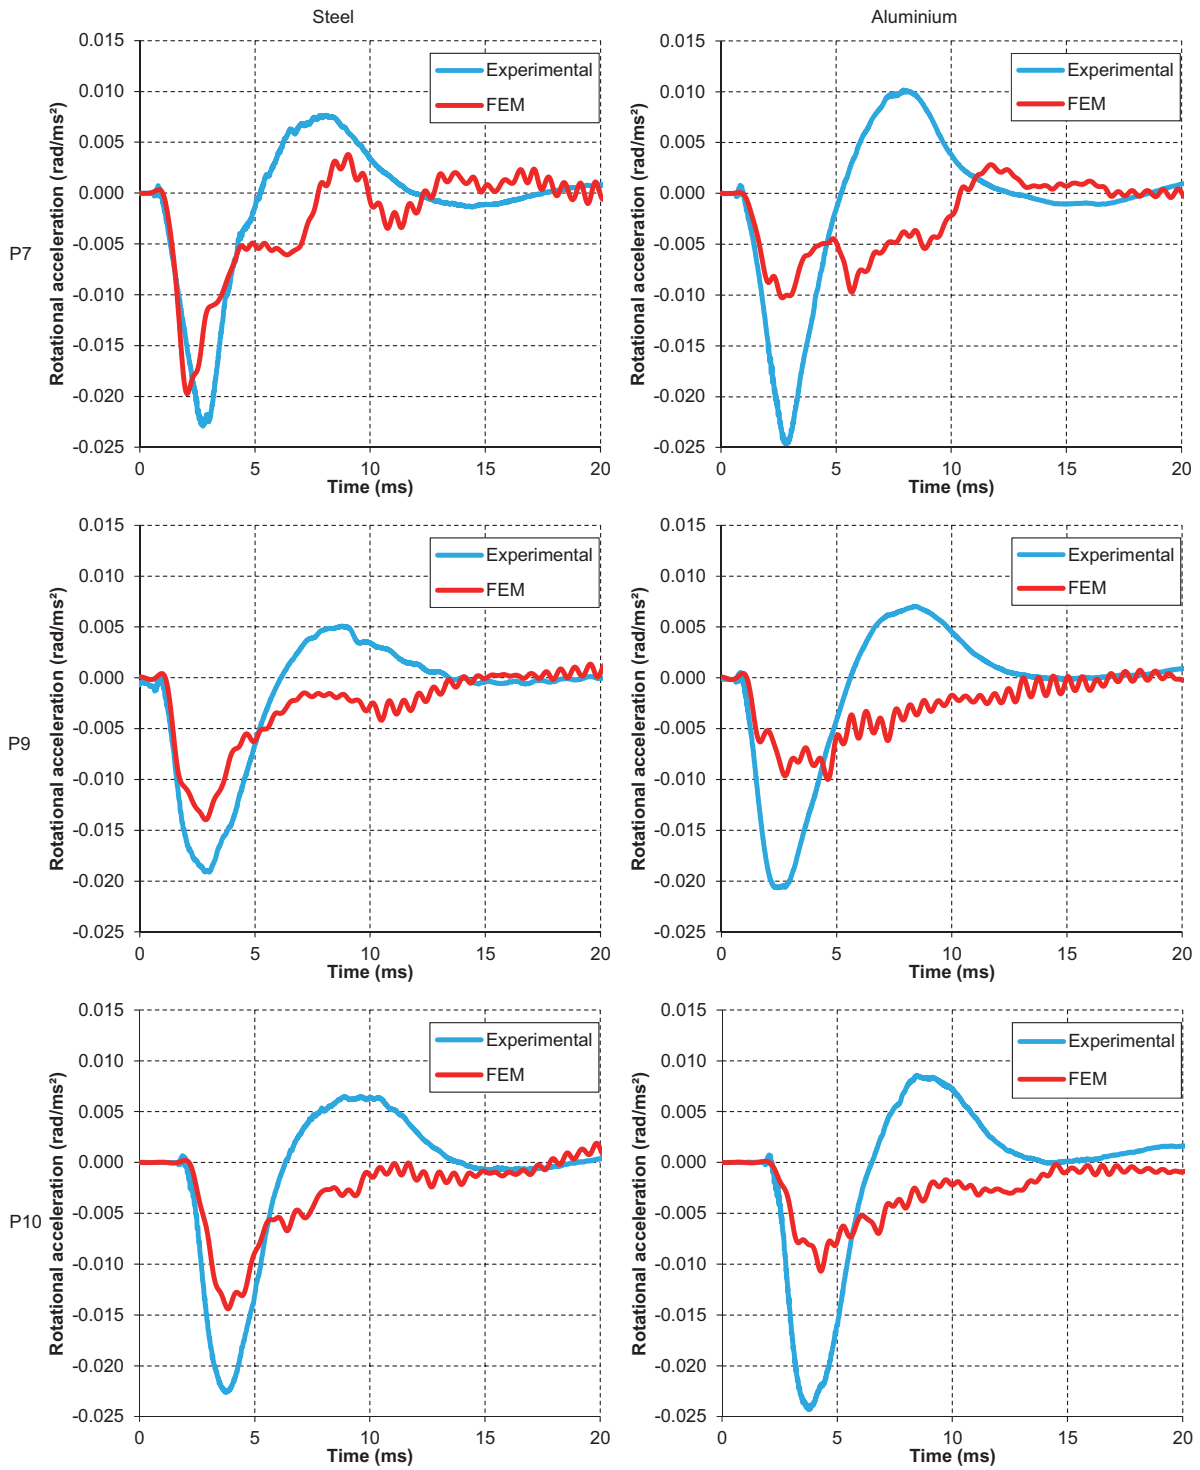 Steel Aluminium
0.015 0.015
Experimental Experimental
0.010 0.010
FEM FEM
0.005 0.005
0.000 0.000
-0.005 -0.005
P7
-0.010 -0.010
-0.015 -0.015
-0.020 -0.020
-0.025 -0.025
Rotational acceleration (rad/ms²) Rotational acceleration (rad/ms²)
0 5 10 15 20 0 5 10 15 20
Time (ms) Time (ms)
0.015 0.015
Experimental Experimental
0.010 0.010
FEM FEM
0.005 0.005
0.000 0.000
-0.005 -0.005
P9
-0.010 -0.010
-0.015 -0.015
-0.020 -0.020
-0.025 -0.025
Rotational acceleration (rad/ms²) Rotational acceleration (rad/ms²)
0 5 10 15 20 0 5 10 15 20
Time (ms) Time (ms)
0.015 0.015
Experimental Experimental
0.010 0.010
FEM FEM
0.005 0.005
0.000 0.000
-0.005 -0.005
P10
-0.010 -0.010
-0.015 -0.015
-0.020 -0.020
-0.025 -0.025
Rotational acceleration (rad/ms²) Rotational acceleration (rad/ms²)
0 5 10 15 20 0 5 10 15 20
Time (ms) Time (ms)